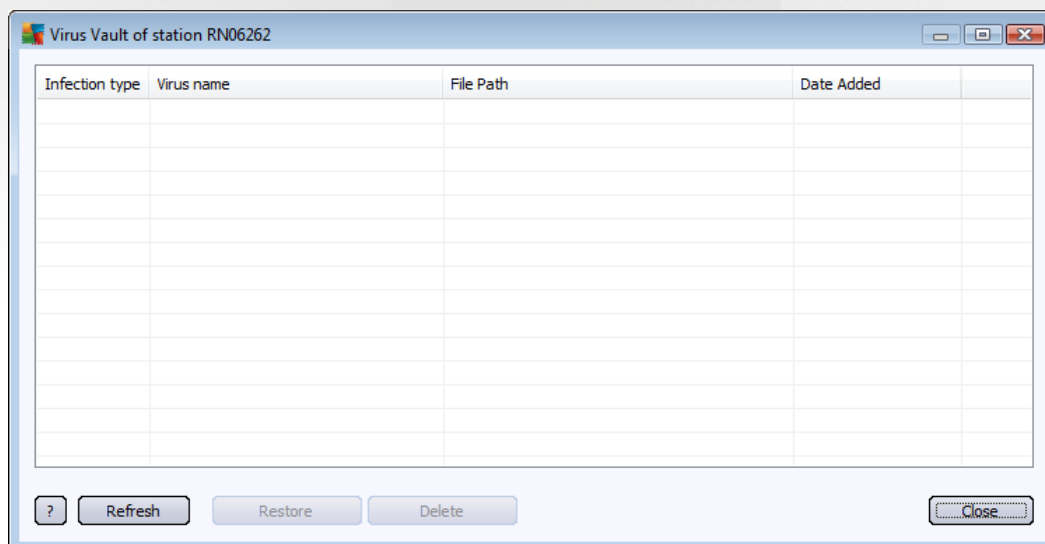 Virus Vault of station RN06262
Infection type Virus name File Path Date Added
? Refresh Restore Delete Close